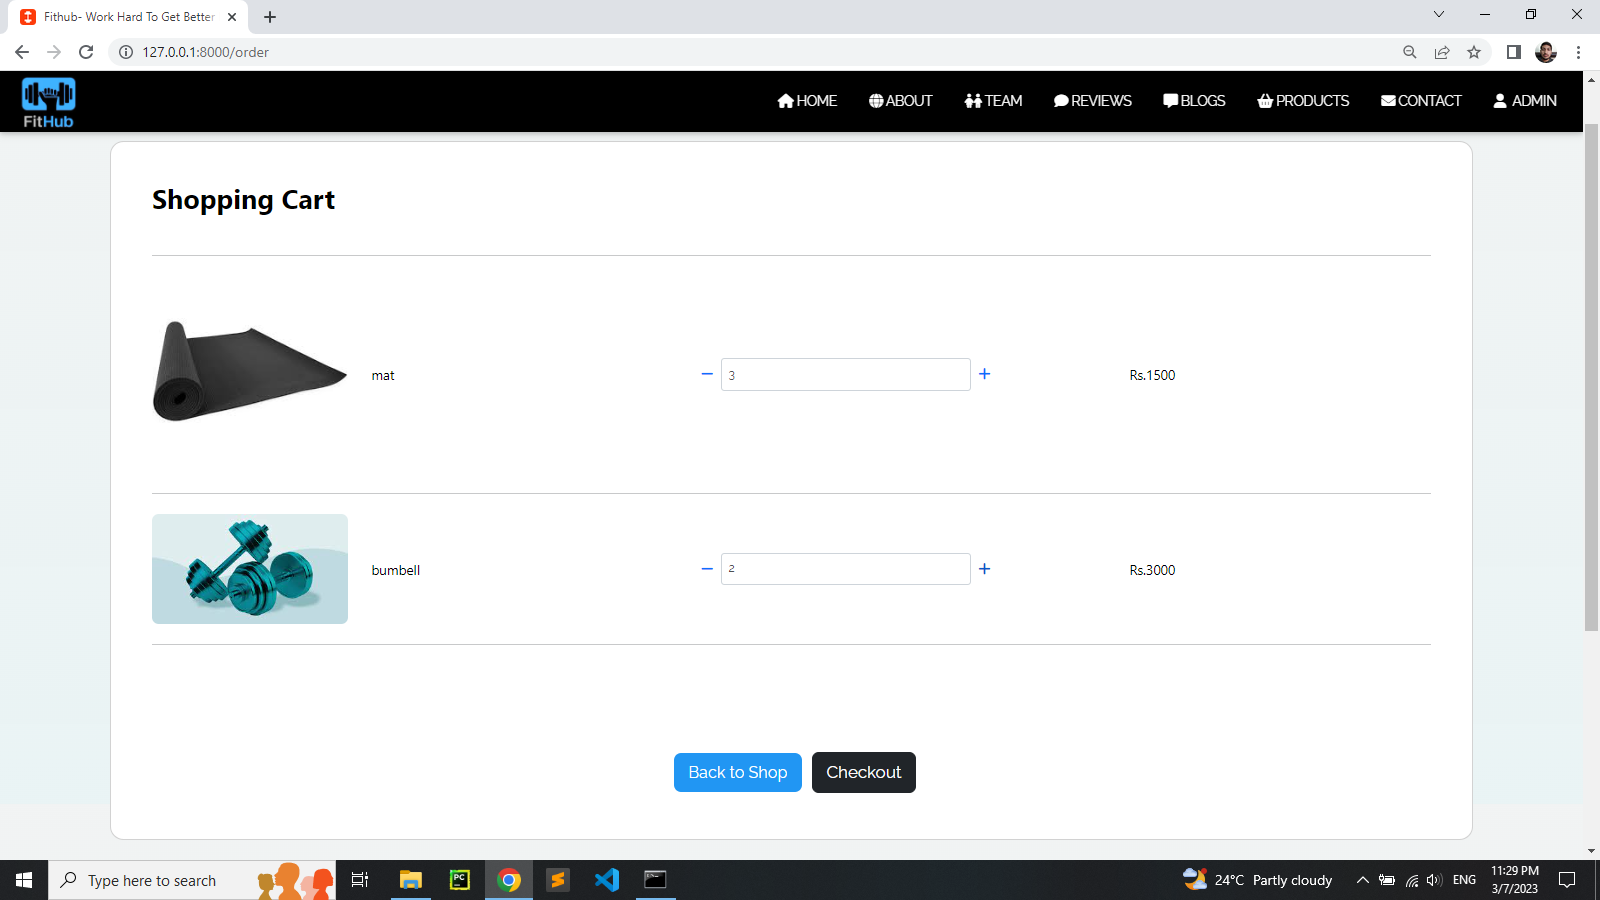 Fithub- Work Hard To Get Better
127.0.0.1:8000/order
FitHub
HOME ABOUT TEAM REVIEWS BLOGS PRODUCTS CONTACT ADMIN
Shopping Cart
mat 3 Rs.1500
bumbell 2 Rs.3000
Back to Shop Checkout
Type here to search
PC
24°C Partly cloudy
ENG
11:29 PM
3/7/2023